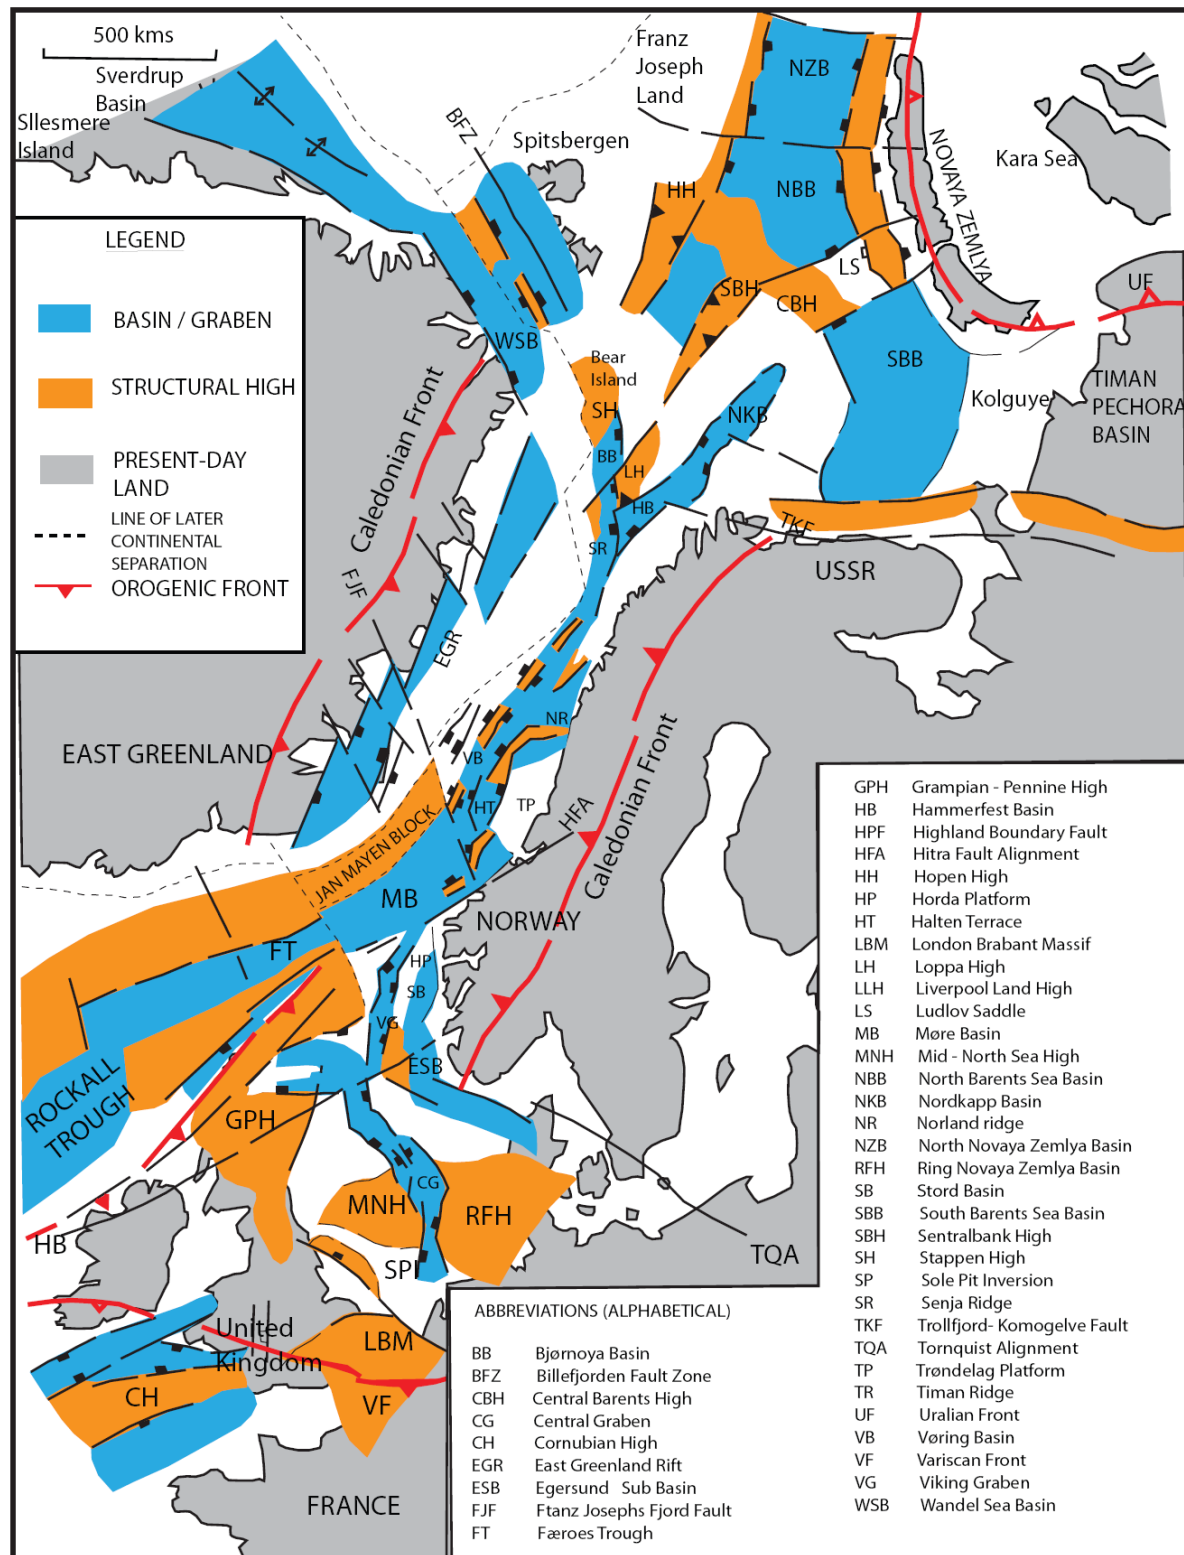 500 kms
Sverdrup
Basin
Sllesmere
Island
BFZ
Spitsbergen
Franz
Joseph
Land
NZB
NBB
HH
NOVAYA ZEMLYA
Kara Sea
LS
SBH
CBH
UF
WSB
SBB
Bear
Island
SH
Kolguye
TIMAN
PECHORA
BASIN
NKB
BB
LH
HB
SR
TKF
USSR
LEGEND
BASIN / GRABEN
STRUCTURAL HIGH
PRESENT-DAY
LAND
LINE OF LATER
CONTINENTAL
SEPARATION
OROGENIC FRONT
Caledonian Front
FJF
EGR
EAST GREENLAND
NR
VB
HT
TP
HFA
Caledonian Front
JAN MAYEN BLOCK
MB
NORWAY
FT
HP
SB
VG
ESB
ROCKALL
TROUGH
GPH
CG
MNH
RFH
HB
SPI
TQA
United
Kingdom
LBM
CH
VF
FRANCE
ABBREVIATIONS (ALPHABETICAL)
BB Bjørnoya Basin
BFZ Billefjorden Fault Zone
CBH Central Barents High
CG Central Graben
CH Cornubian High
EGR East Greenland Rift
ESB Egersund Sub Basin
FJF Ftanz Josephs Fjord Fault
FT Færoes Trough
GPH Grampian - Pennine High
HB Hammerfest Basin
HPF Highland Boundary Fault
HFA Hitra Fault Alignment
HH Hopen High
HP Horda Platform
HT Halten Terrace
LBM London Brabant Massif
LH Loppa High
LLH Liverpool Land High
LS Ludlov Saddle
MB Møre Basin
MNH Mid - North Sea High
NBB North Barents Sea Basin
NKB Nordkapp Basin
NR Norland ridge
NZB North Novaya Zemlya Basin
RFH Ring Novaya Zemlya Basin
SB Stord Basin
SBB South Barents Sea Basin
SBH Sentralbank High
SH Stappen High
SP Sole Pit Inversion
SR Senja Ridge
TKF Trollfjord- Komogelve Fault
TQA Tornquist Alignment
TP Trøndelag Platform
TR Timan Ridge
UF Uralian Front
VB Vøring Basin
VF Variscan Front
VG Viking Graben
WSB Wandel Sea Basin